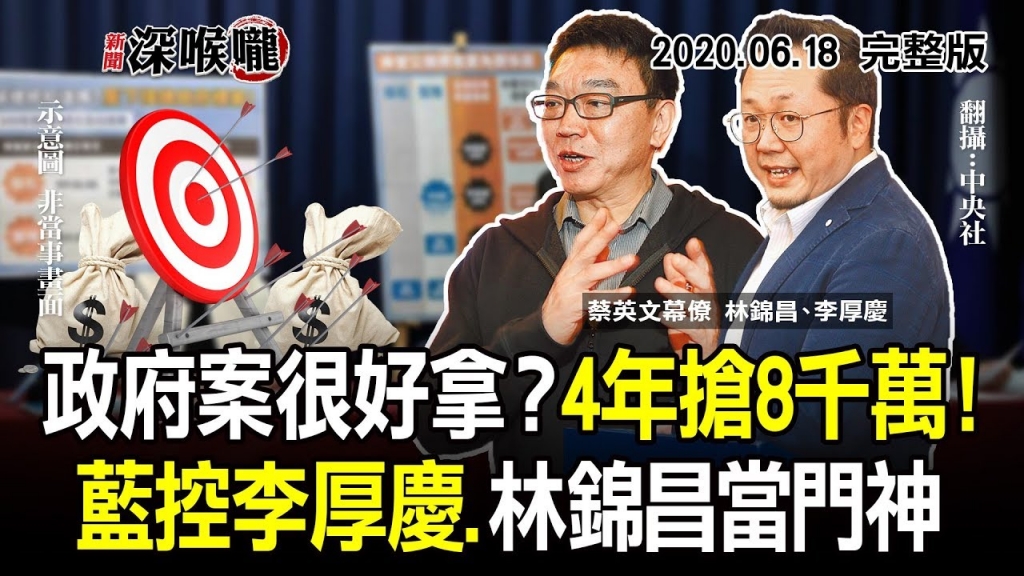 新聞深喉嚨
2020.06.18 完整版
示意圖 非當事畫面
翻攝:中央社
$
$
蔡英文幕僚 林錦昌、李厚慶
政府案很好拿?4年搶8千萬!
藍控李厚慶.林錦昌當門神